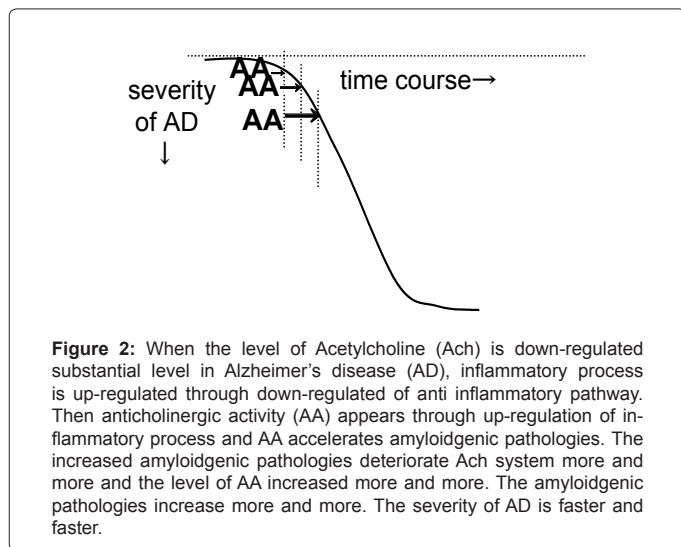 AA→
AA→
AA→
time course→
severity
of AD
↓
Figure 2: When the level of Acetylcholine (Ach) is down-regulated
substantial level in Alzheimer's disease (AD), inflammatory process
is up-regulated through down-regulated of anti inflammatory pathway.
Then anticholinergic activity (AA) appears through up-regulation of in-
flammatory process and AA accelerates amyloidgenic pathologies. The
increased amyloidgenic pathologies deteriorate Ach system more and
more and the level of AA increased more and more. The amyloidgenic
pathologies increase more and more. The severity of AD is faster and
faster.